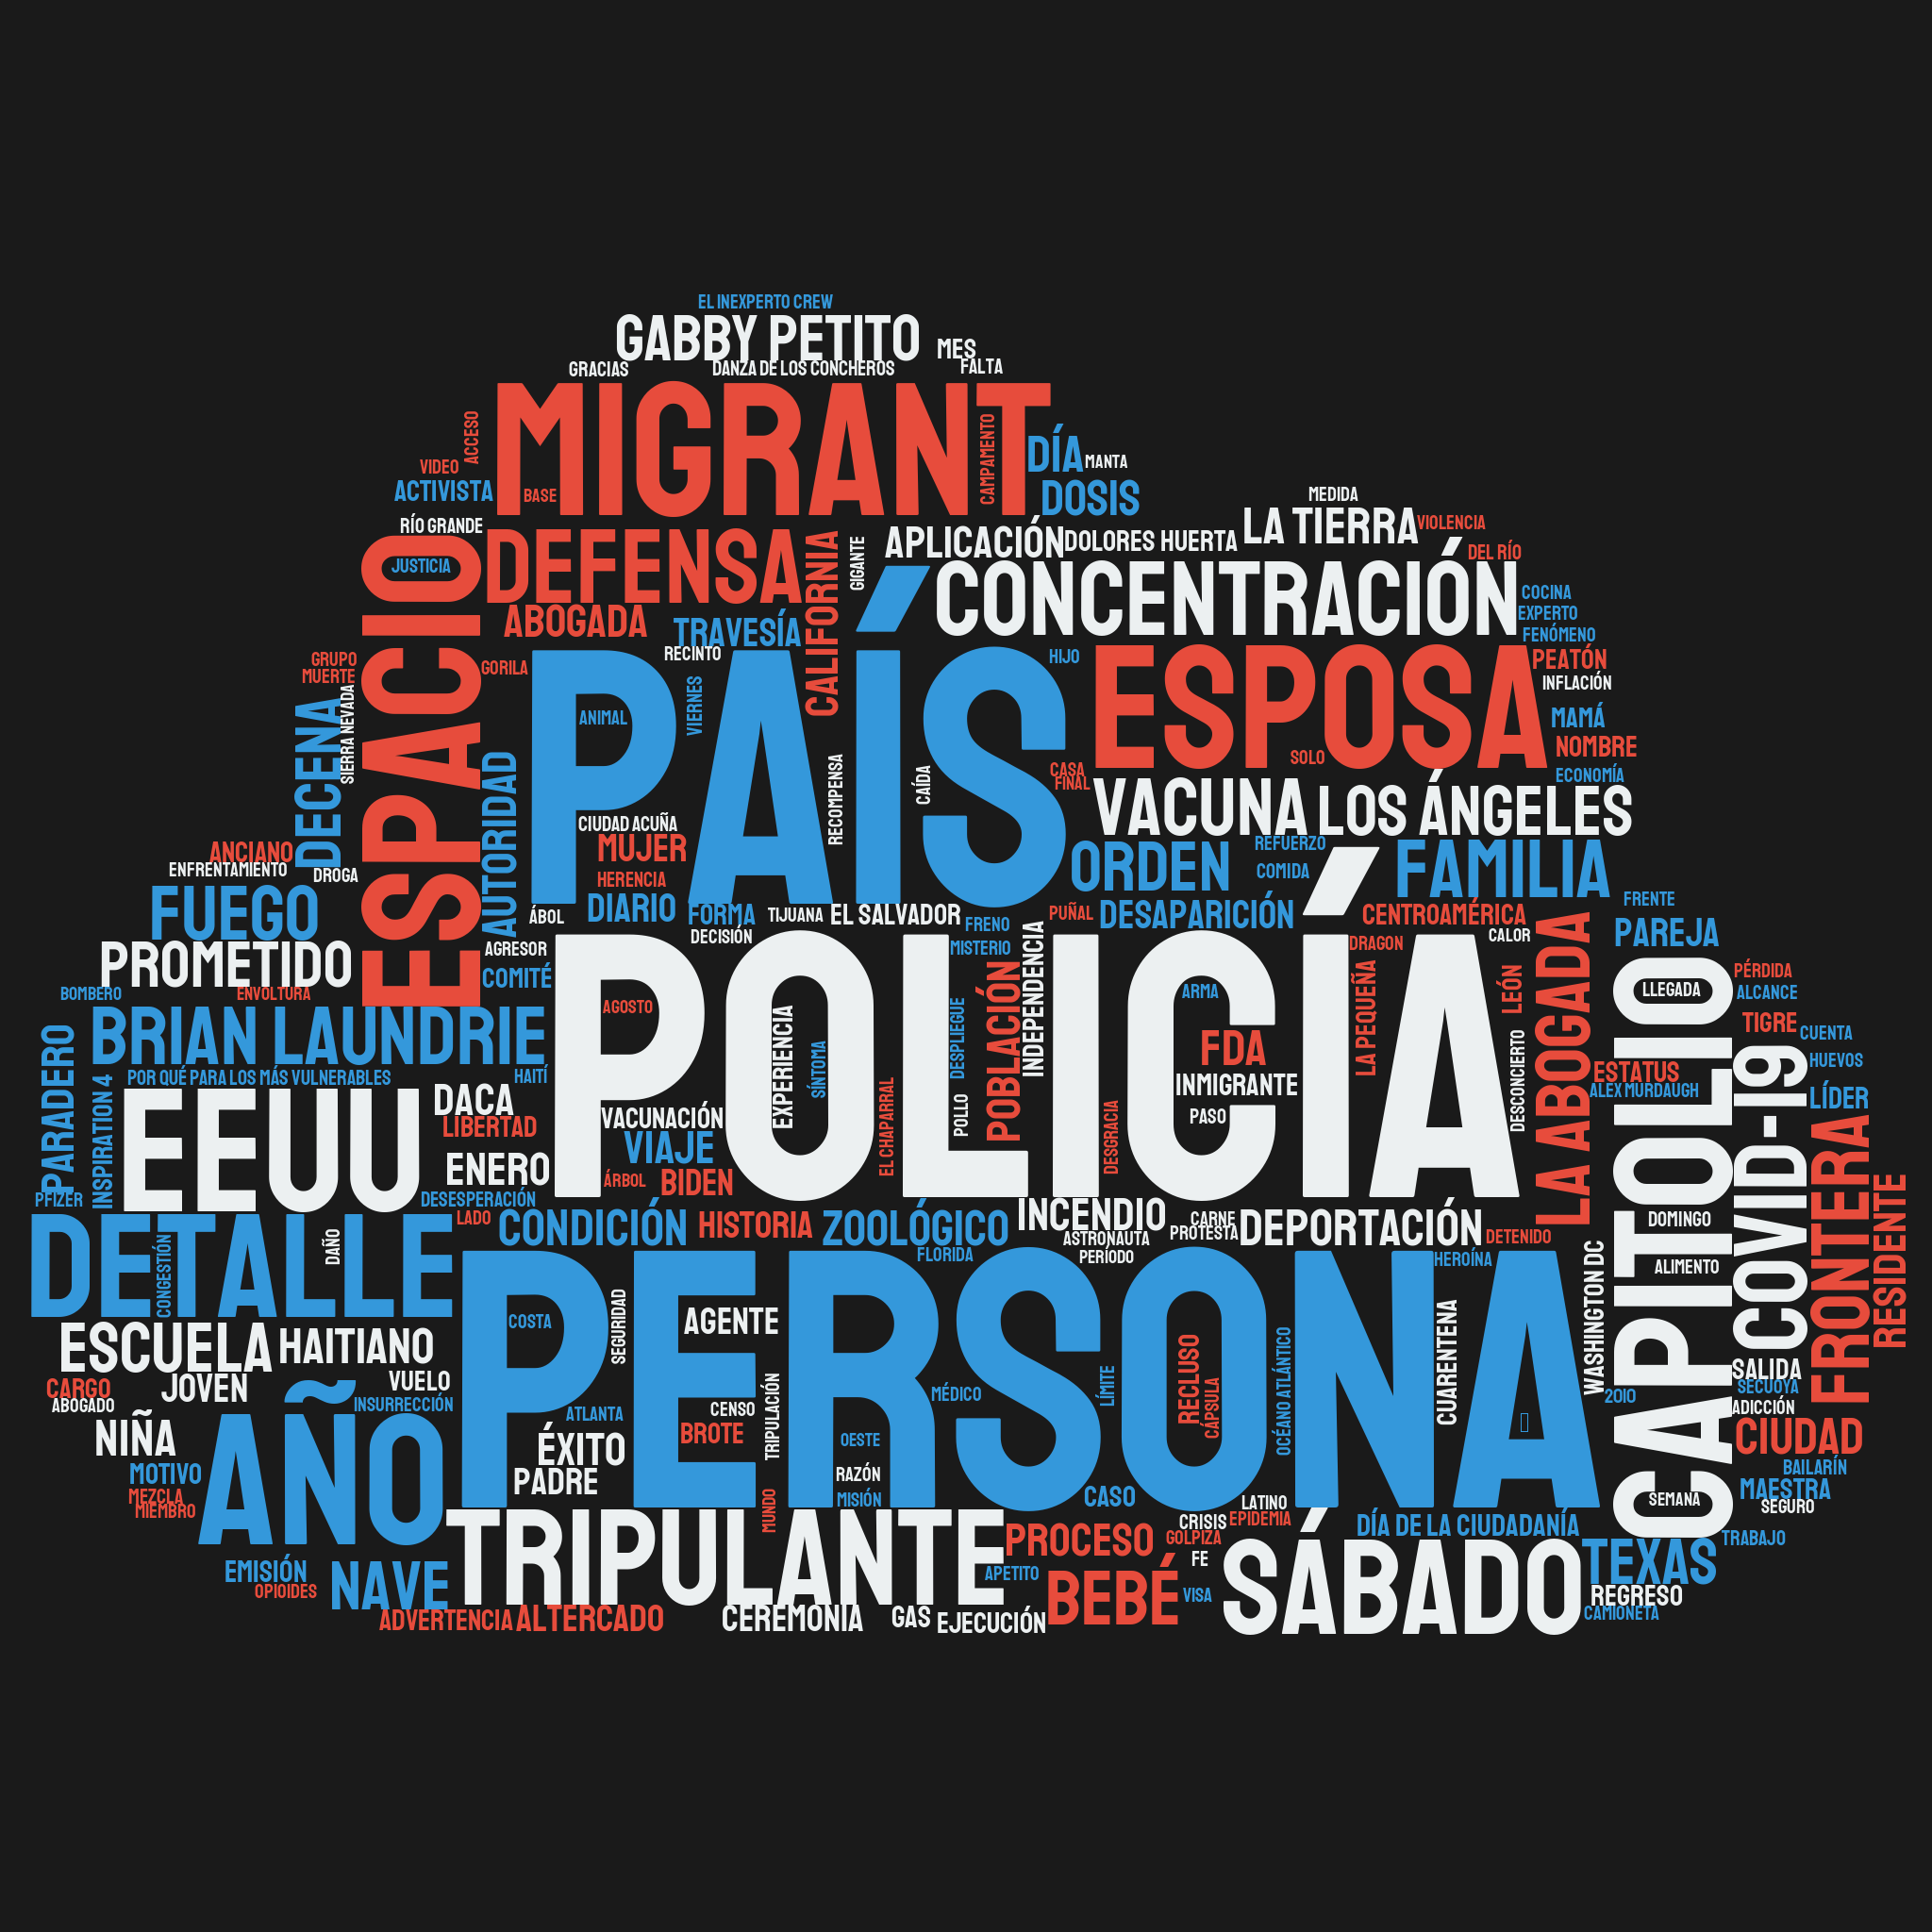 EL INEXPERTO CREW
GABBY PETITO
MES
GRACIAS
DANZA DE LOS CONCHEROS
FALTA
MIGRANT
ACCESO
VIDEO
ACTIVISTA
BASE
CAMPAMENTO
DÍA
MANTA
DOSIS
MEDIDA
RÍO GRANDE
JUSTICIA
DEFENSA
CALIFORNIA
GIGANTE
APLICACIÓN
DOLORES HUERTA
LA TIERRA
VIOLENCIA
DEL RÍO
CONCENTRACIÓN
COCINA
EXPERTO
FENÓMENO
ABOGADA
TRAVESÍA
ESPACIO
RECINTO
GRUPO
MUERTE
GORILA
PAÍS
HIJO
ESPOSA
PEATÓN
INFLACIÓN
SIERRA NEVADA
DECENA
ANIMAL
VIERNES
MAMÁ
NOMBRE
SOLO
AUTORIDAD
RECOMPENSA
CAÍDA
CASA
FINAL
ECONOMÍA
VACUNA
LOS ÁNGELES
CIUDAD ACUÑA
MUJER
HERENCIA
ANCIANO
ENFRENTAMIENTO
DROGA
ORDEN
REFUERZO
COMIDA
FAMILIA
FUEGO
ÁBOL
DIARIO
FORMA
TIJUANA
EL SALVADOR
FRENO
PUÑAL
DESAPARICIÓN
CENTROAMÉRICA
FRENTE
DECISIÓN
MISTERIO
INDEPENDENCIA
DRAGON
CALOR
LA ABOGADA
PAREJA
PROMETIDO
AGRESOR
COMITÉ
BOMBERO
ENVOLTURA
POLICÍA
POBLACIÓN
LA PEQUEÑA
LEÓN
CAPITOLIO
LLEGADA
PÉRDIDA
ALCANCE
TIGRE
CUENTA
HUEVOS
BRIAN LAUNDRIE
AGOSTO
EXPERIENCIA
SÍNTOMA
DESPLIEGUE
ARMA
FDA
INMIGRANTE
PASO
DESCONCIERTO
ESTATUS
ALEX MURDAUGH
COVID-19
LÍDER
PARADERO
INSPIRATION 4
POR QUÉ PARA LOS MÁS VULNERABLES
HAITÍ
EEUU
DACA
LIBERTAD
ENERO
VACUNACIÓN
VIAJE
ÁRBOL
BIDEN
EL CHAPARRAL
POLLO
DESGRACIA
FRONTERA
RESIDENTE
PFIZER
DESESPERACIÓN
DETALLE
CONGESTIÓN
DAÑO
LADO
CONDICIÓN
HISTORIA
ZOOLÓGICO
INCENDIO
CARNE
PROTESTA
ASTRONAUTA
PERÍODO
FLORIDA
DEPORTACIÓN
DETENIDO
HEROÍNA
DOMINGO
ALIMENTO
WASHINGTON DC
PERSONA
COSTA
SEGURIDAD
AGENTE
RECLUSO
CÁPSULA
OCÉANO ATLÁNTICO
CUARENTENA
LÍMITE
MÉDICO
ESCUELA
HAITIANO
CARGO
ABOGADO
JOVEN
VUELO
INSURRECCIÓN
2010
SALIDA
SECUOYA
ADICCIÓN
CIUDAD
NIÑA
AÑO
ATLANTA
ÉXITO
PADRE
CENSO
BROTE
TRIPULACIÓN
OESTE
RAZÓN
MISIÓN
MUNDO
CASO
MOTIVO
MEZCLA
MIEMBRO
BAILARÍN
MAESTRA
SEGURO
SEMANA
LATINO
CRISIS
EPIDEMIA
GOLPIZA
FE
DÍA DE LA CIUDADANÍA
TRABAJO
TRIPULANTE
PROCESO
SÁBADO
TEXAS
EMISIÓN
OPIOIDES
NAVE
APETITO
BEBÉ
VISA
REGRESO
CAMIONETA
ADVERTENCIA
ALTERCADO
CEREMONIA
GAS
EJECUCIÓN